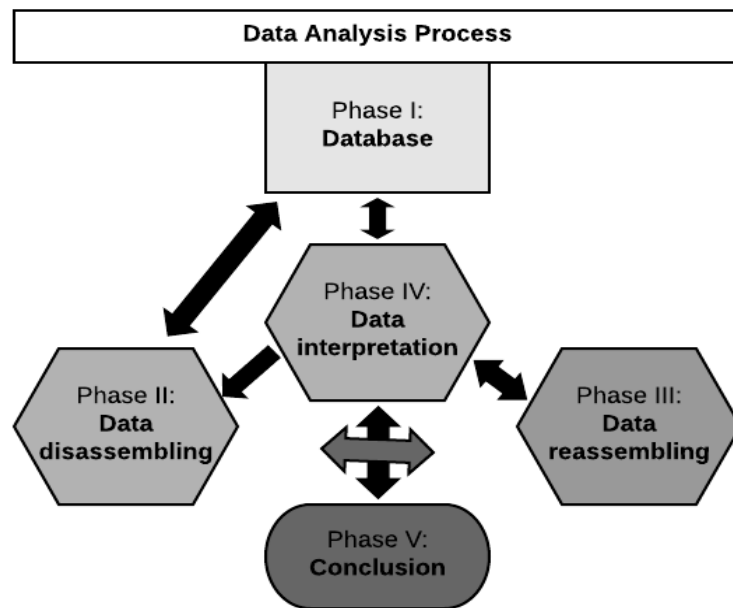 Data Analysis Process
Phase I:
Database
Phase IV:
Data
interpretation
Phase II:
Data
disassembling
Phase III:
Data
reassembling
Phase V:
Conclusion